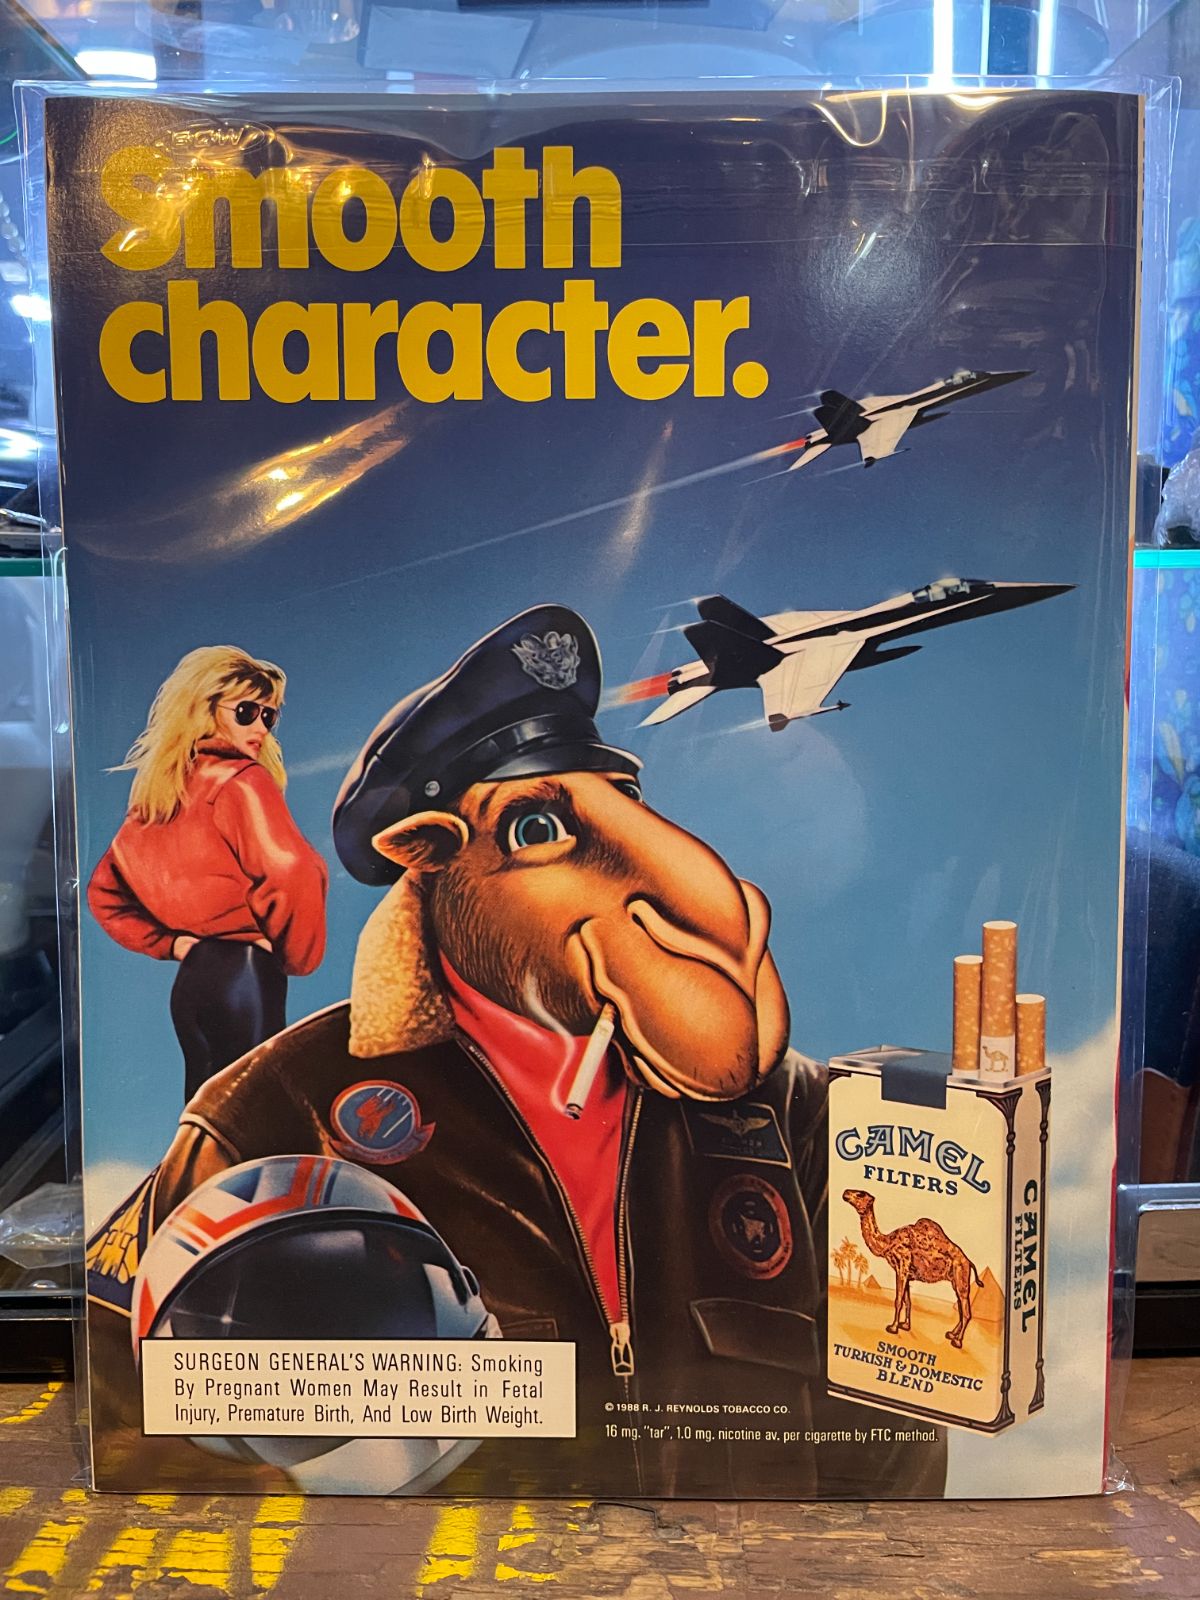 BCW
Smooth
character.
CAMEL
FILTERS
CAMEL
FILTERS
SMOOTH
TURKISH & DOMESTIC
BLEND
SURGEON GENERAL'S WARNING: Smoking
By Pregnant Women May Result in Fetal
Injury, Premature Birth, And Low Birth Weight.
© 1988 R. J. REYNOLDS TOBACCO CO.
16 mg. "tar", 1.0 mg. nicotine av. per cigarette by FTC method.